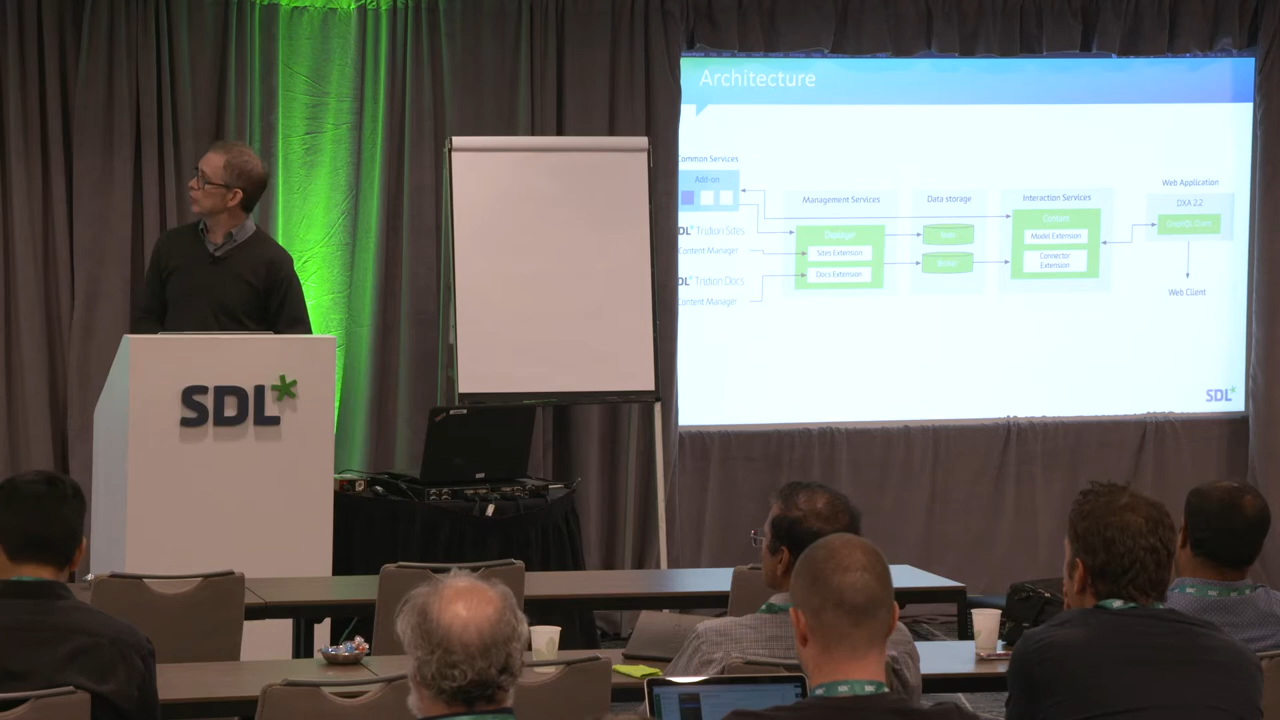 Architecture
Common Services
Add-on
SDL* Tridion Sites
Content Manager
SDL* Tridion Docs
Content Manager
Management Services
Deployer
Sites Extension
Docs Extension
Data storage
Interaction Services
Content
Model Extension
Connector
Extension
Web Application
DXA 2.2
GraphQL Client
Web Client
SDL*
SDL*
SDL*